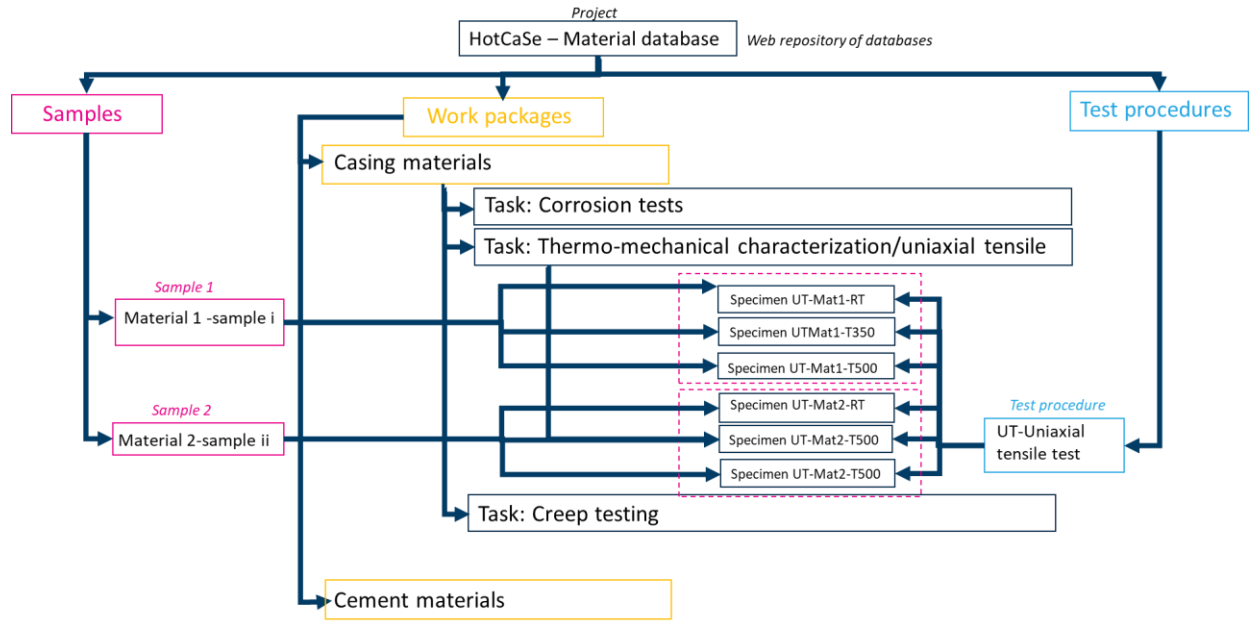 Project
HotCaSe – Material database
Web repository of databases
Samples
Work packages
Test procedures
Casing materials
Task: Corrosion tests
Task: Thermo-mechanical characterization/uniaxial tensile
Sample 1
Material 1 -sample i
Specimen UT-Mat1-RT
Specimen UTMat1-T350
Specimen UT-Mat1-T500
Sample 2
Material 2-sample ii
Specimen UT-Mat2-RT
Specimen UT-Mat2-T500
Specimen UT-Mat2-T500
Test procedure
UT-Uniaxial
tensile test
Task: Creep testing
Cement materials